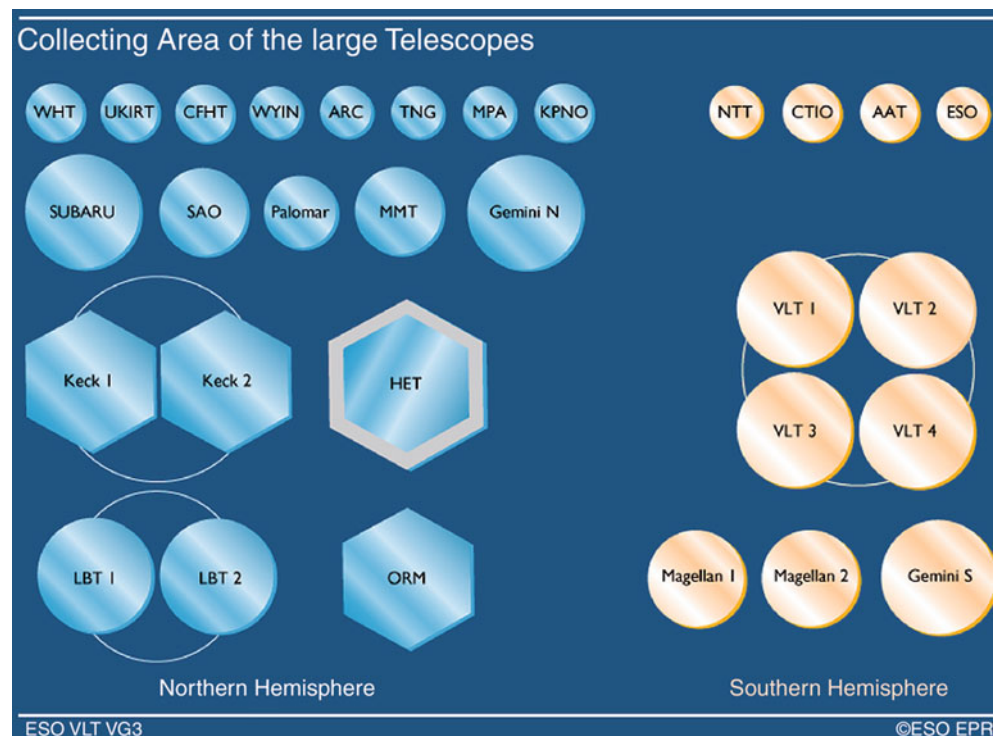 Collecting Area of the large Telescopes
WHT UKIRT CFHT WYIN ARC TNG MPA KPNO
NTT CTIO AAT ESO
SUBARU SAO Palomar MMT Gemini N
VLT 1 VLT 2
Keck 1 Keck 2 HET
VLT 3 VLT 4
LBT 1 LBT 2 ORM
Magellan 1 Magellan 2 Gemini S
Northern Hemisphere
Southern Hemisphere
ESO VLT VG3
©ESO EPR